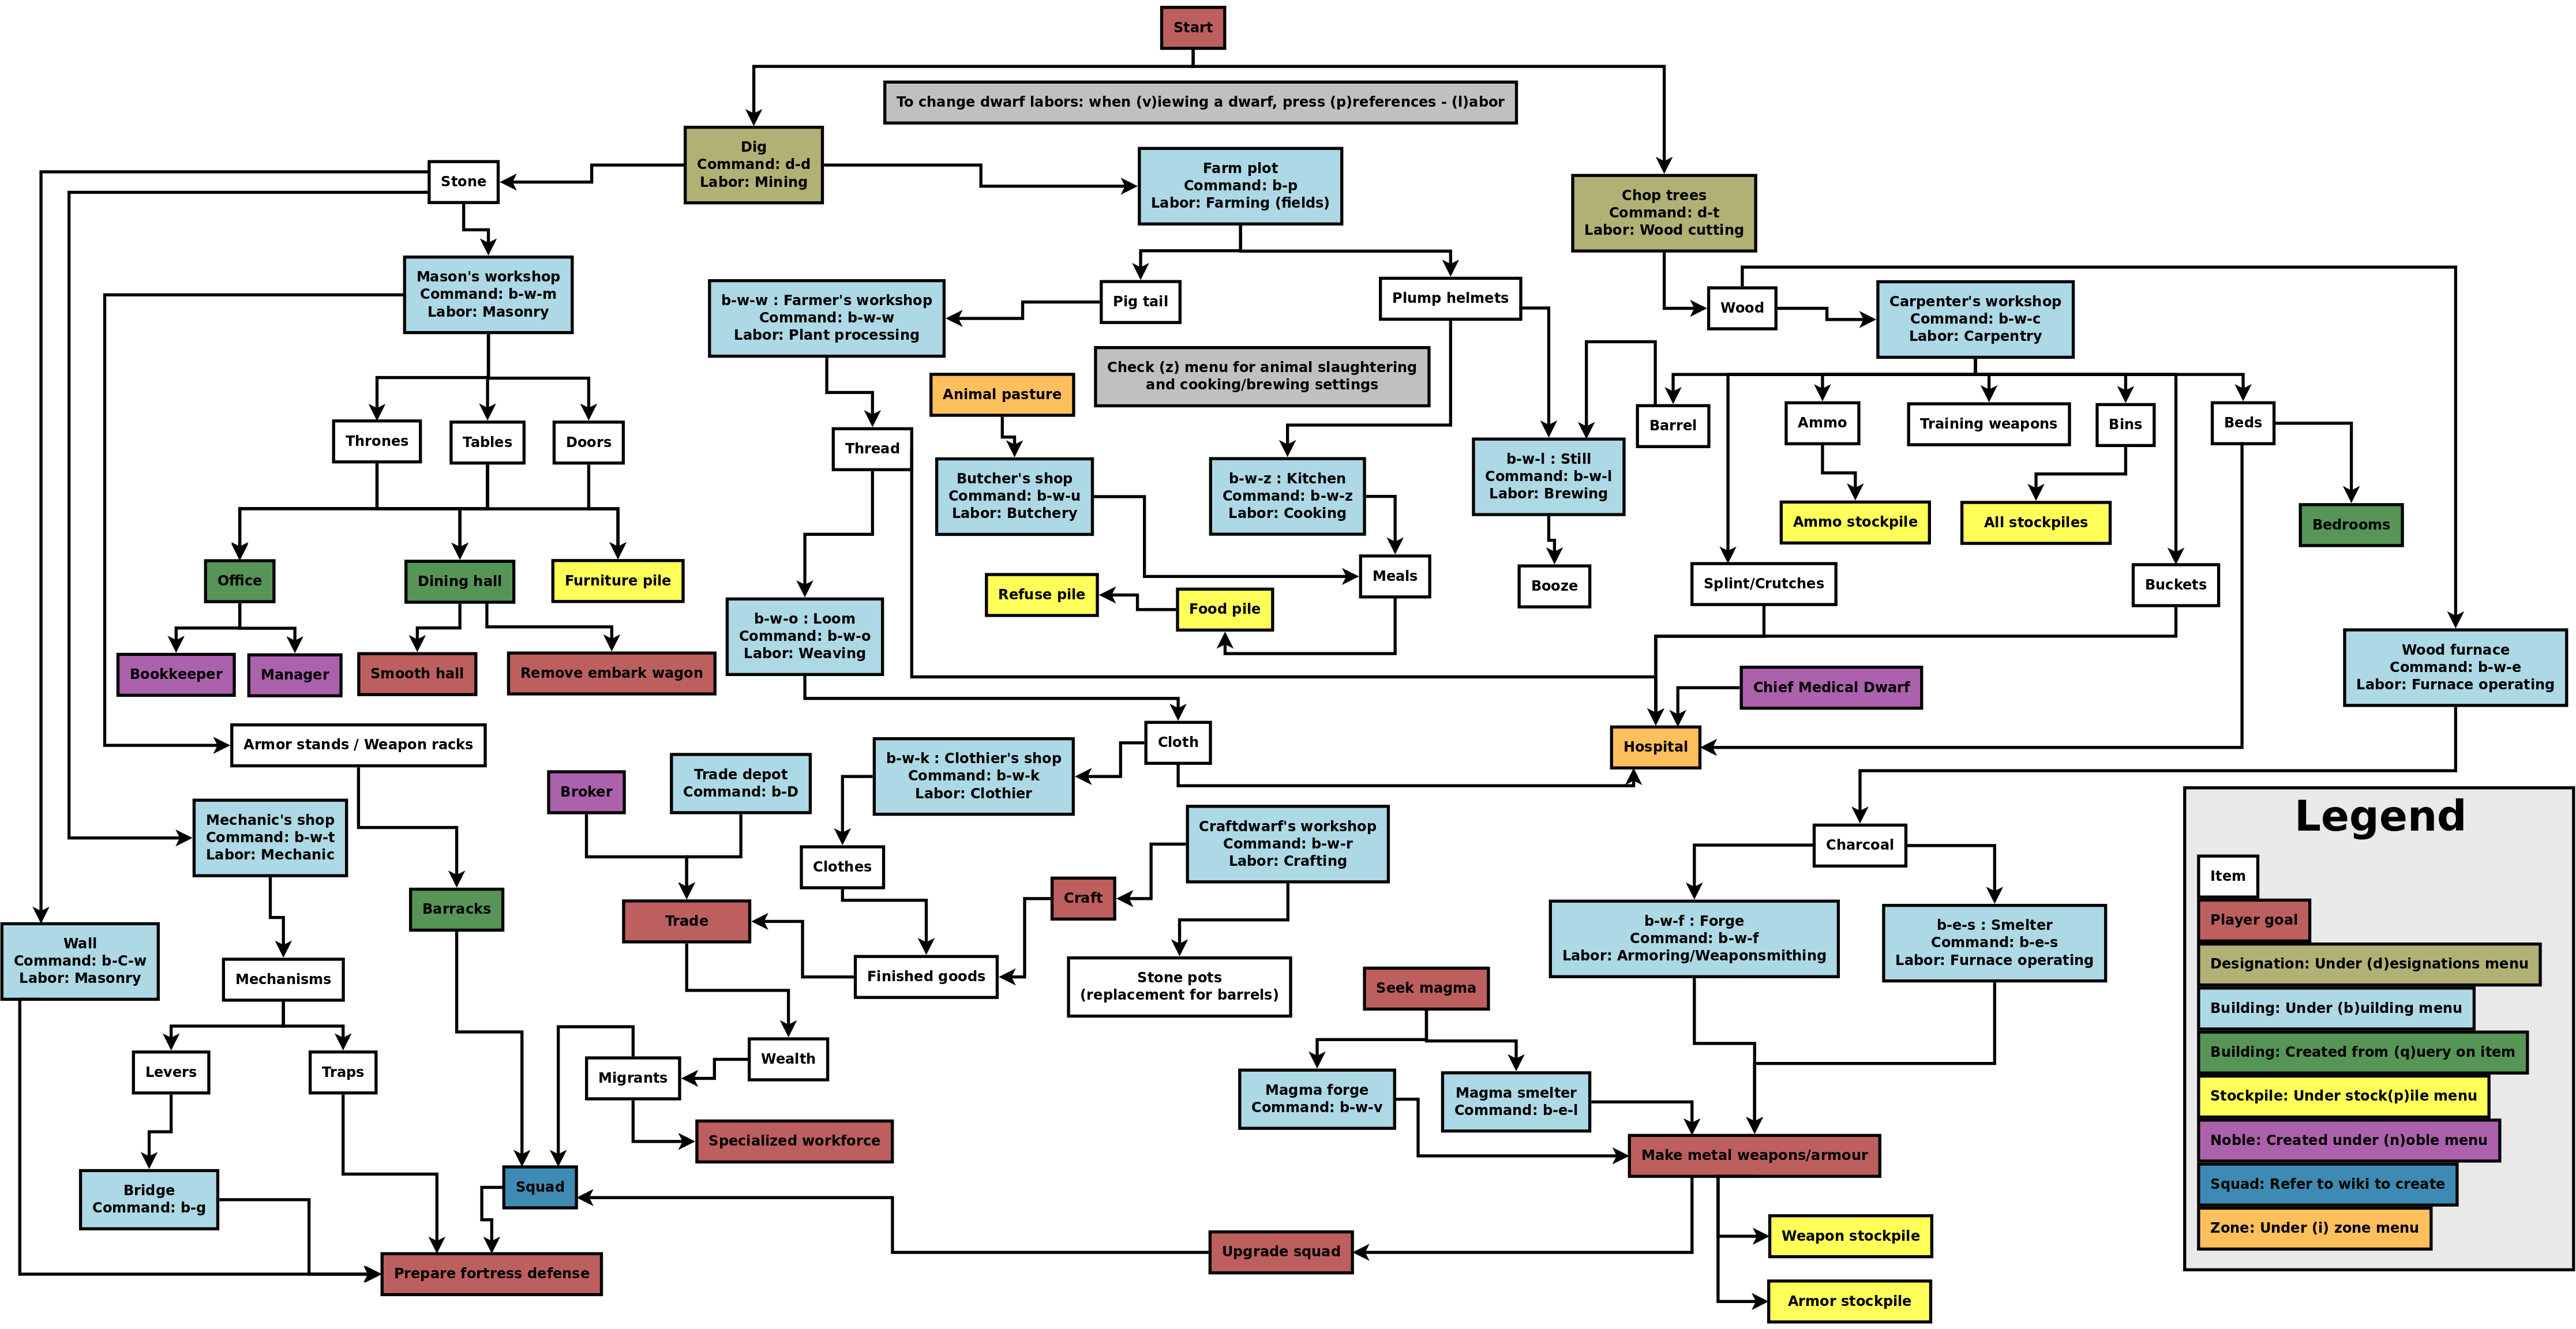 Start
To change dwarf labors: when (v)iewing a dwarf, press (p)references - (l)abor
Dig
Command: d-d
Labor: Mining
Stone
Farm plot
Command: b-p
Labor: Farming (fields)
Chop trees
Command: d-t
Labor: Wood cutting
Mason's workshop
Command: b-w-m
Labor: Masonry
b-w-w : Farmer's workshop
Command: b-w-w
Labor: Plant processing
Pig tail
Plump helmets
Wood
Carpenter's workshop
Command: b-w-c
Labor: Carpentry
Check (z) menu for animal slaughtering
and cooking/brewing settings
Animal pasture
Thrones
Tables
Doors
Thread
Barrel
Ammo
Training weapons
Bins
Beds
Butcher's shop
Command: b-w-u
Labor: Butchery
b-w-z : Kitchen
Command: b-w-z
Labor: Cooking
b-w-l : Still
Command: b-w-l
Labor: Brewing
Ammo stockpile
All stockpiles
Bedrooms
Office
Dining hall
Furniture pile
Refuse pile
Food pile
Meals
Booze
Splint/Crutches
Buckets
b-w-o : Loom
Command: b-w-o
Labor: Weaving
Bookkeeper
Manager
Smooth hall
Remove embark wagon
Chief Medical Dwarf
Wood furnace
Command: b-w-e
Labor: Furnace operating
Armor stands / Weapon racks
Cloth
Hospital
Broker
Trade depot
Command: b-D
b-w-k : Clothier's shop
Command: b-w-k
Labor: Clothier
Mechanic's shop
Command: b-w-t
Labor: Mechanic
Clothes
Craftdwarf's workshop
Command: b-w-r
Labor: Crafting
Charcoal
Barracks
Trade
Craft
Wall
Command: b-C-w
Labor: Masonry
Mechanisms
Finished goods
Stone pots
(replacement for barrels)
b-w-f : Forge
Command: b-w-f
Labor: Armoring/Weaponsmithing
b-e-s : Smelter
Command: b-e-s
Labor: Furnace operating
Seek magma
Levers
Traps
Migrants
Wealth
Magma forge
Command: b-w-v
Magma smelter
Command: b-e-l
Specialized workforce
Make metal weapons/armour
Bridge
Command: b-g
Squad
Upgrade squad
Weapon stockpile
Prepare fortress defense
Armor stockpile
Legend
Item
Player goal
Designation: Under (d)esignations menu
Building: Under (b)uilding menu
Building: Created from (q)uery on item
Stockpile: Under stock(p)ile menu
Noble: Created under (n)oble menu
Squad: Refer to wiki to create
Zone: Under (i) zone menu